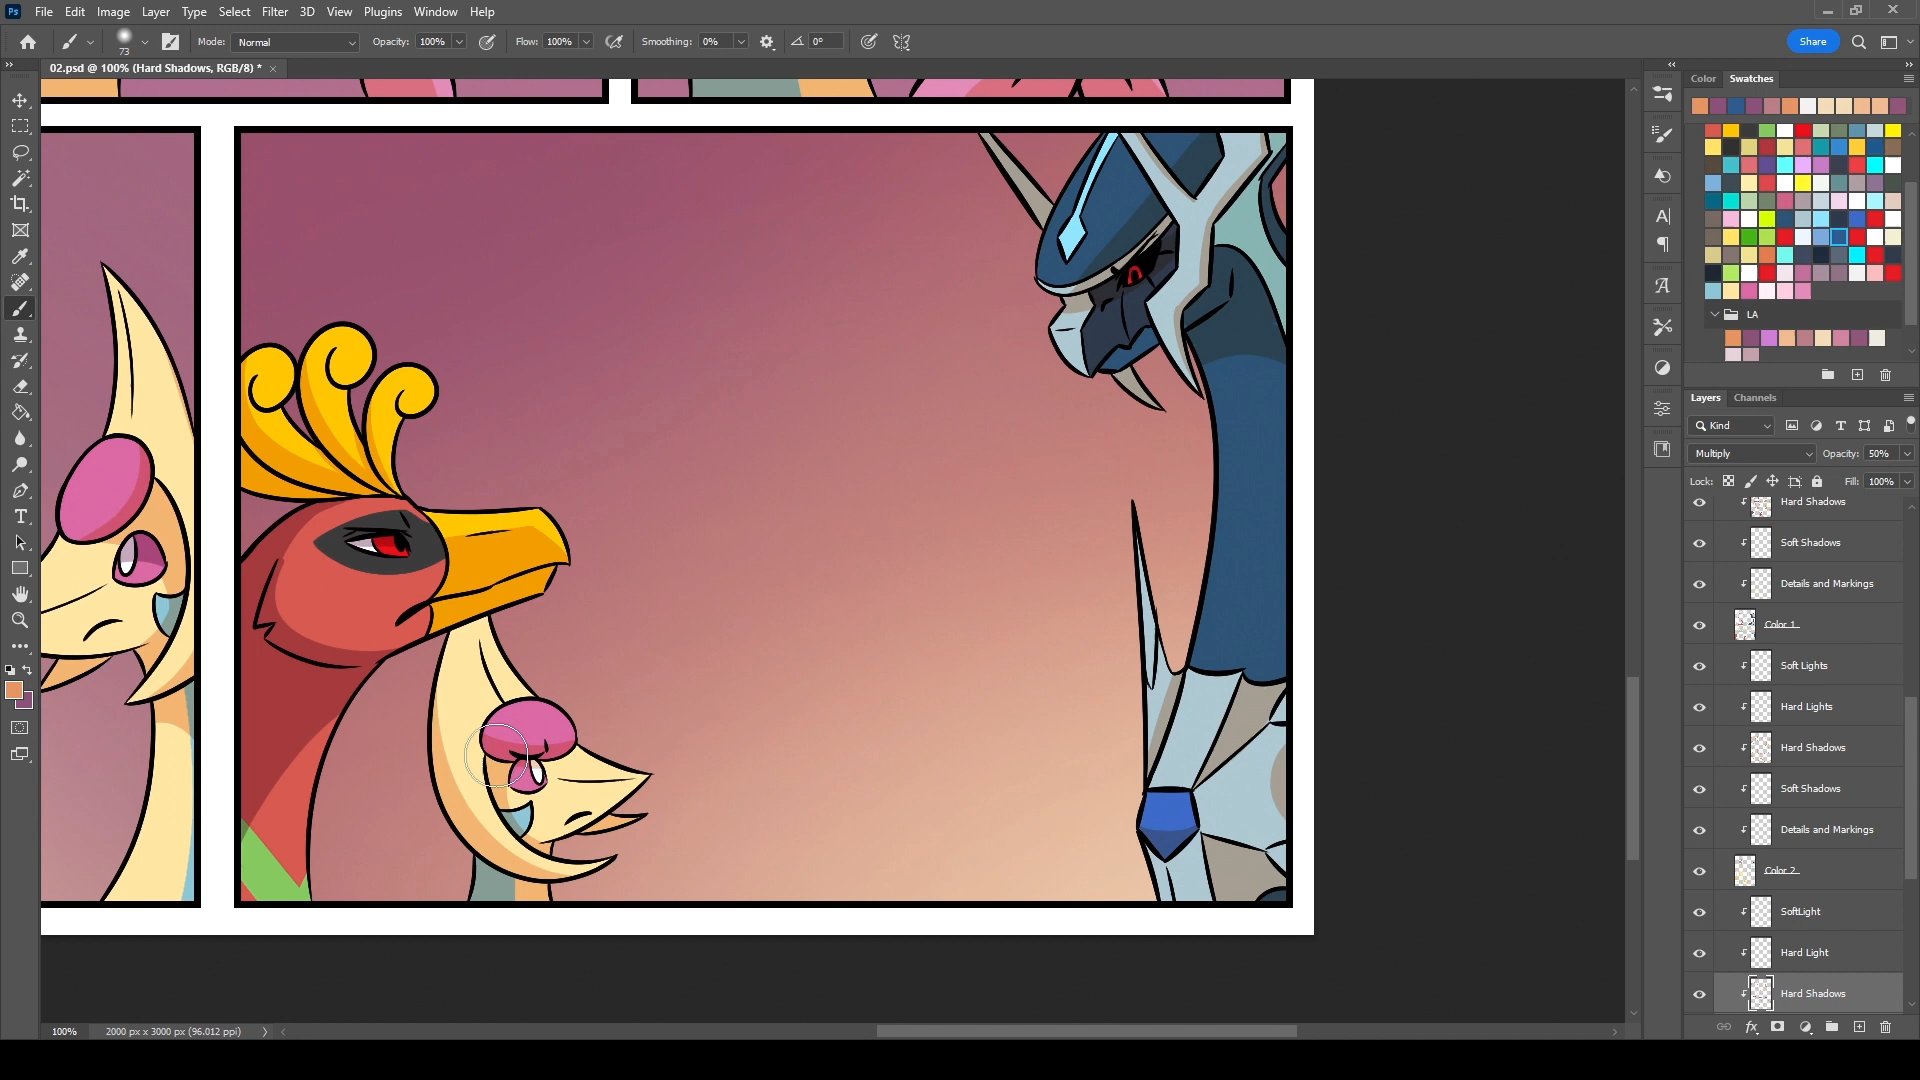 Ps File Edit Image Layer Type Select Filter 3D View Plugins Window Help
73 Mode: Normal Opacity: 100% Flow: 100% Smoothing: 0% 0° Share
02.psd @ 100% (Hard Shadows, RGB/8) *
Color Swatches
LA
Layers Channels
Kind
Multiply Opacity: 50%
Lock: Fill: 100%
Hard Shadows
Soft Shadows
Details and Markings
Color 1
Soft Lights
Hard Lights
Hard Shadows
Soft Shadows
Details and Markings
Color 2
SoftLight
Hard Light
Hard Shadows
100% 2000 px x 3000 px (96.012 ppi)